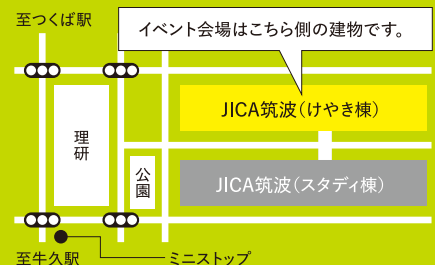 至つくば駅
イベント会場はこちら側の建物です。
JICA筑波(けやき棟)
理研
公園
JICA筑波(スタディ棟)
至牛久駅
ミニストップ